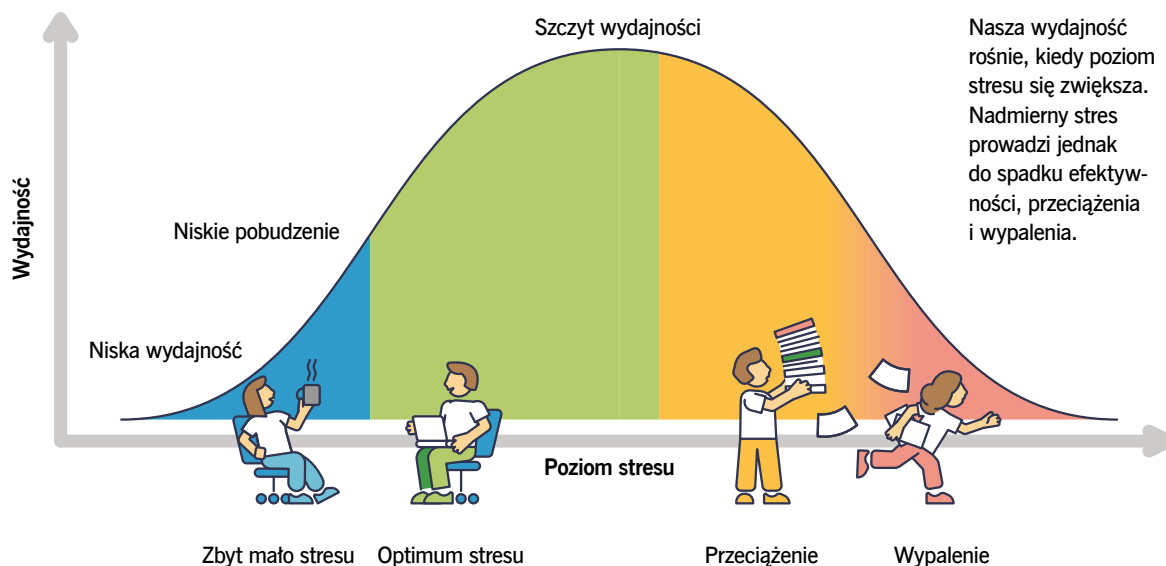 Szczyt wydajności
Nasza wydajność
rośnie, kiedy poziom
stresu się zwiększa.
Nadmierny stres
prowadzi jednak
do spadku efektyw-
ności, przeciążenia
i wypalenia.
Wydajność
Niskie pobudzenie
Niska wydajność
Poziom stresu
Zbyt mało stresu
Optimum stresu
Przeciążenie
Wypalenie